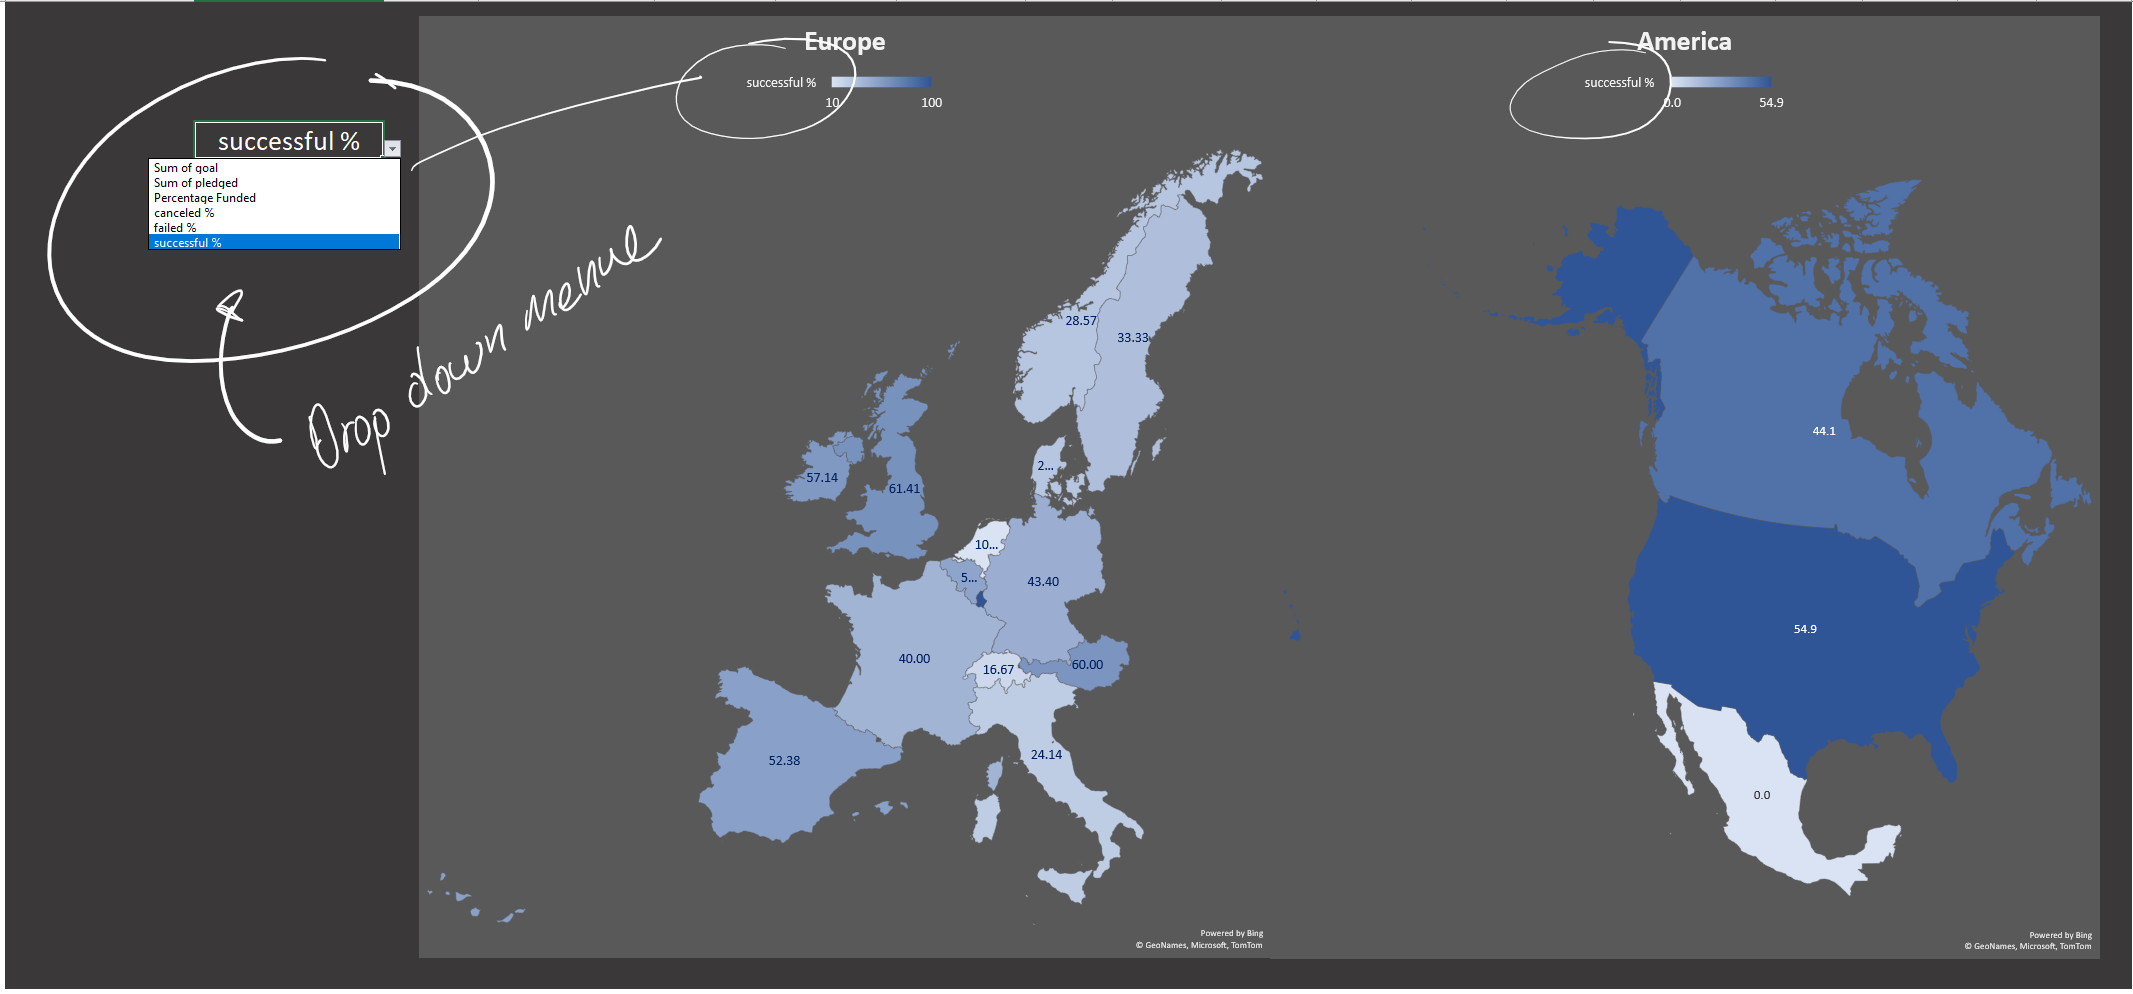 Europe
America
successful %
10
100
successful %
0.0
54.9
successful %
Sum of goal
Sum of pledged
Percentage Funded
canceled %
failed %
successful %
Drop down menue
28.57
33.33
2...
57.14
61.41
10...
5...
43.40
40.00
16.67
60.00
52.38
24.14
44.1
54.9
0.0
Powered by Bing
© GeoNames, Microsoft, TomTom
Powered by Bing
© GeoNames, Microsoft, TomTom